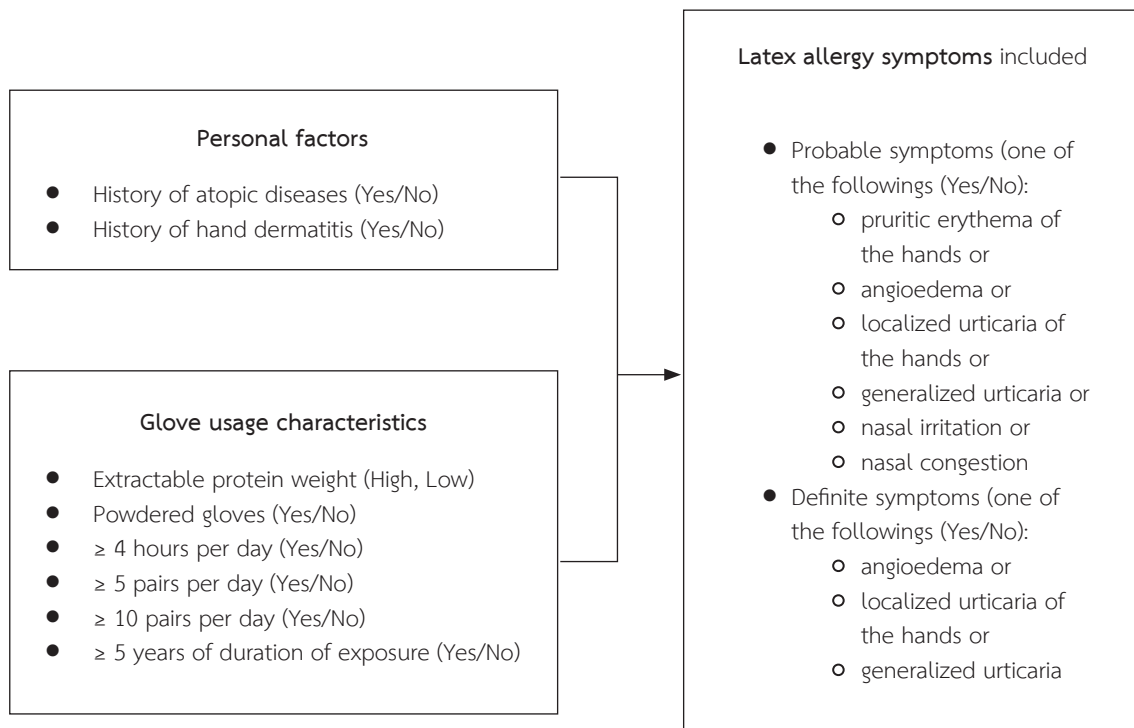 Personal factors
● History of atopic diseases (Yes/No)
● History of hand dermatitis (Yes/No)
Glove usage characteristics
● Extractable protein weight (High, Low)
● Powdered gloves (Yes/No)
● ≥ 4 hours per day (Yes/No)
● ≥ 5 pairs per day (Yes/No)
● ≥ 10 pairs per day (Yes/No)
● ≥ 5 years of duration of exposure (Yes/No)
Latex allergy symptoms included
● Probable symptoms (one of
the followings (Yes/No):
○ pruritic erythema of
the hands or
○ angioedema or
○ localized urticaria of
the hands or
○ generalized urticaria or
○ nasal irritation or
○ nasal congestion
● Definite symptoms (one of
the followings (Yes/No):
○ angioedema or
○ localized urticaria of
the hands or
○ generalized urticaria